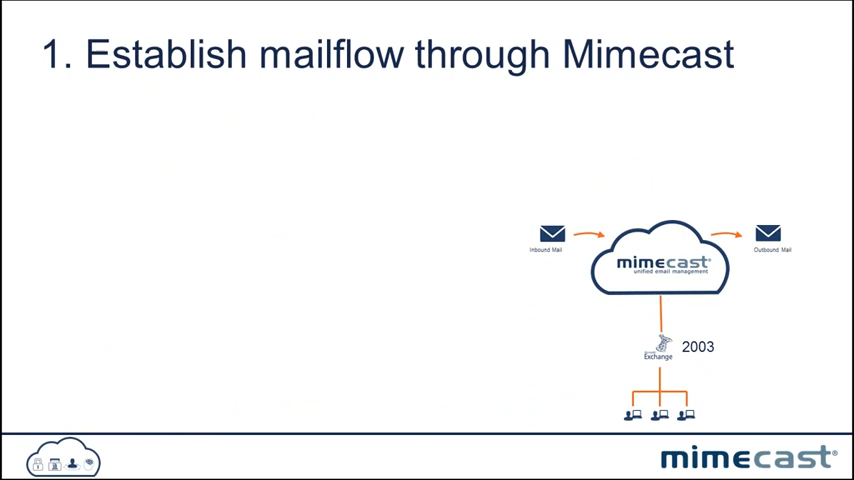 1. Establish mailflow through Mimecast
Inbound Mail
Outbound Mail
mimecast®
unified email management
Exchange
2003
mimecast®